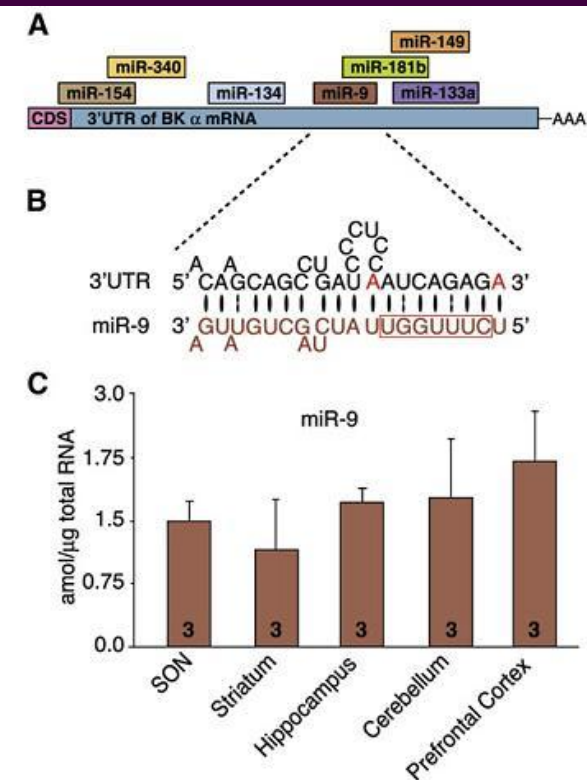 A
miR-149
miR-340
miR-181b
miR-154
miR-134
miR-9
miR-133a
CDS
3'UTR of BK α mRNA
AAA
B
CU
C C
A A CU C C
3'UTR 5' CAGCAGC GAU AAUCAGAGA 3'
miR-9 3' GUUGUCG CUA UUGGUUUCU 5'
A A AU
C
miR-9
amol/µg total RNA
3.0
1.75
1.5
0.75
0.0
3 3 3 3 3
SON
Striatum
Hippocampus
Cerebellum
Prefrontal Cortex